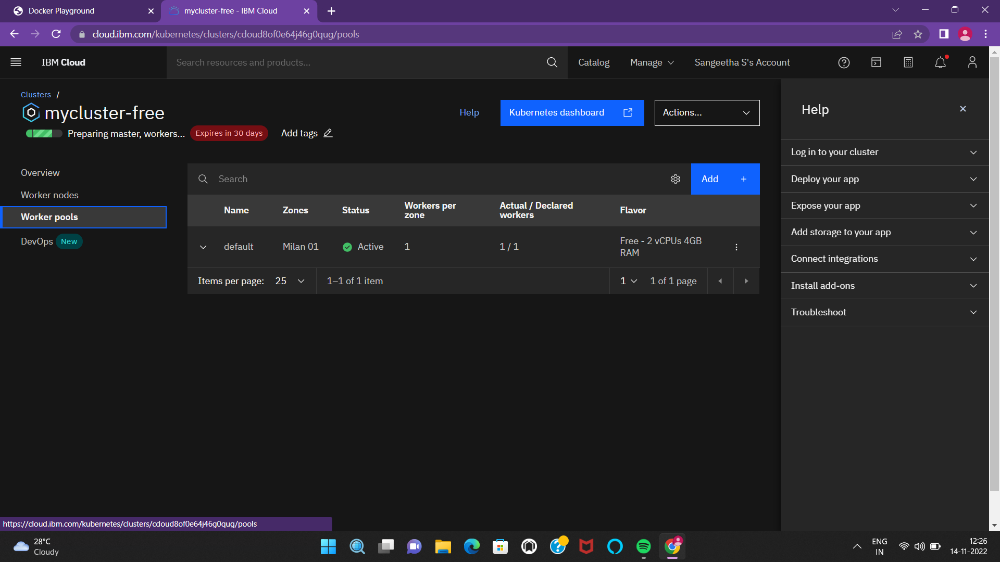 Docker Playground
mycluster-free - IBM Cloud
cloud.ibm.com/kubernetes/clusters/cdoud8of0e64j46g0qug/pools
IBM Cloud
Search resources and products...
Catalog
Manage
Sangeetha S's Account
Clusters /
mycluster-free
Preparing master, workers...
Expires in 30 days
Add tags
Help
Kubernetes dashboard
Actions...
Overview
Worker nodes
Worker pools
DevOps New
Search
Add +
Name Zones Status Workers per zone Actual / Declared workers Flavor
default Milan 01 Active 1 1 / 1 Free - 2 vCPUs 4GB RAM
Items per page: 25 1–1 of 1 item 1 1 of 1 page
Help
Log in to your cluster
Deploy your app
Expose your app
Add storage to your app
Connect integrations
Install add-ons
Troubleshoot
https://cloud.ibm.com/kubernetes/clusters/cdoud8of0e64j46g0qug/pools
28°C
Cloudy
ENG
IN
12:26
14-11-2022